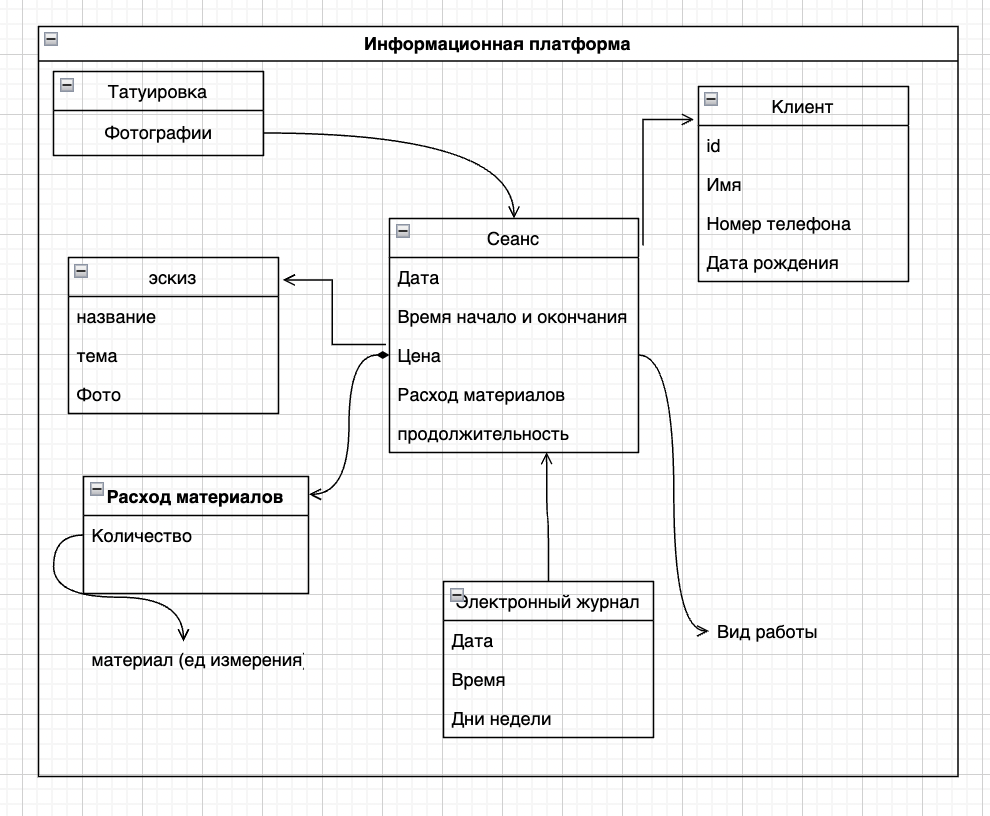 Информационная платформа
Татуировка
Фотографии
Клиент
id
Имя
Номер телефона
Дата рождения
Сеанс
Дата
Время начало и окончания
Цена
Расход материалов
продолжительность
эскиз
название
тема
Фото
Расход материалов
Количество
материал (ед измерения)
Электронный журнал
Дата
Время
Дни недели
Вид работы